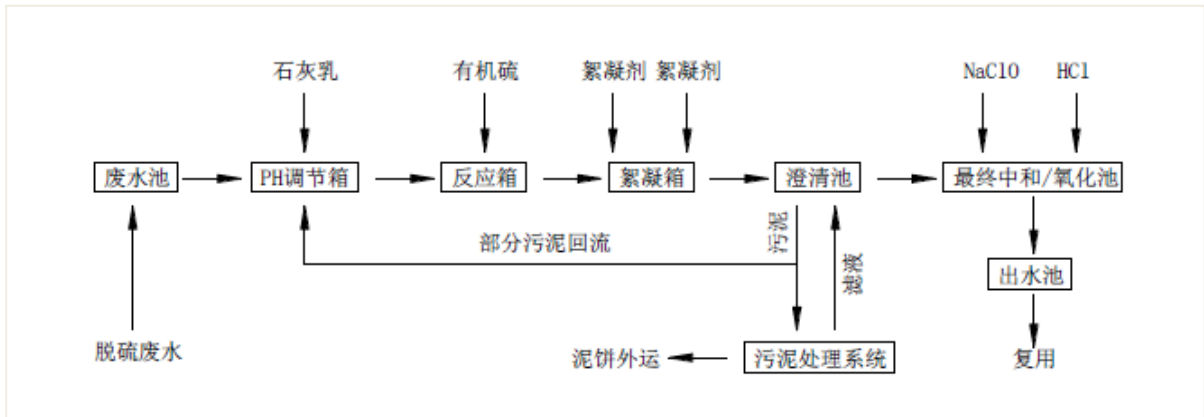 石灰乳
有机硫
絮凝剂 絮凝剂
NaClO
HCl
废水池
PH调节箱
反应箱
絮凝箱
澄清池
最终中和/氧化池
部分污泥回流
污泥
滤液
出水池
脱硫废水
泥饼外运
污泥处理系统
复用